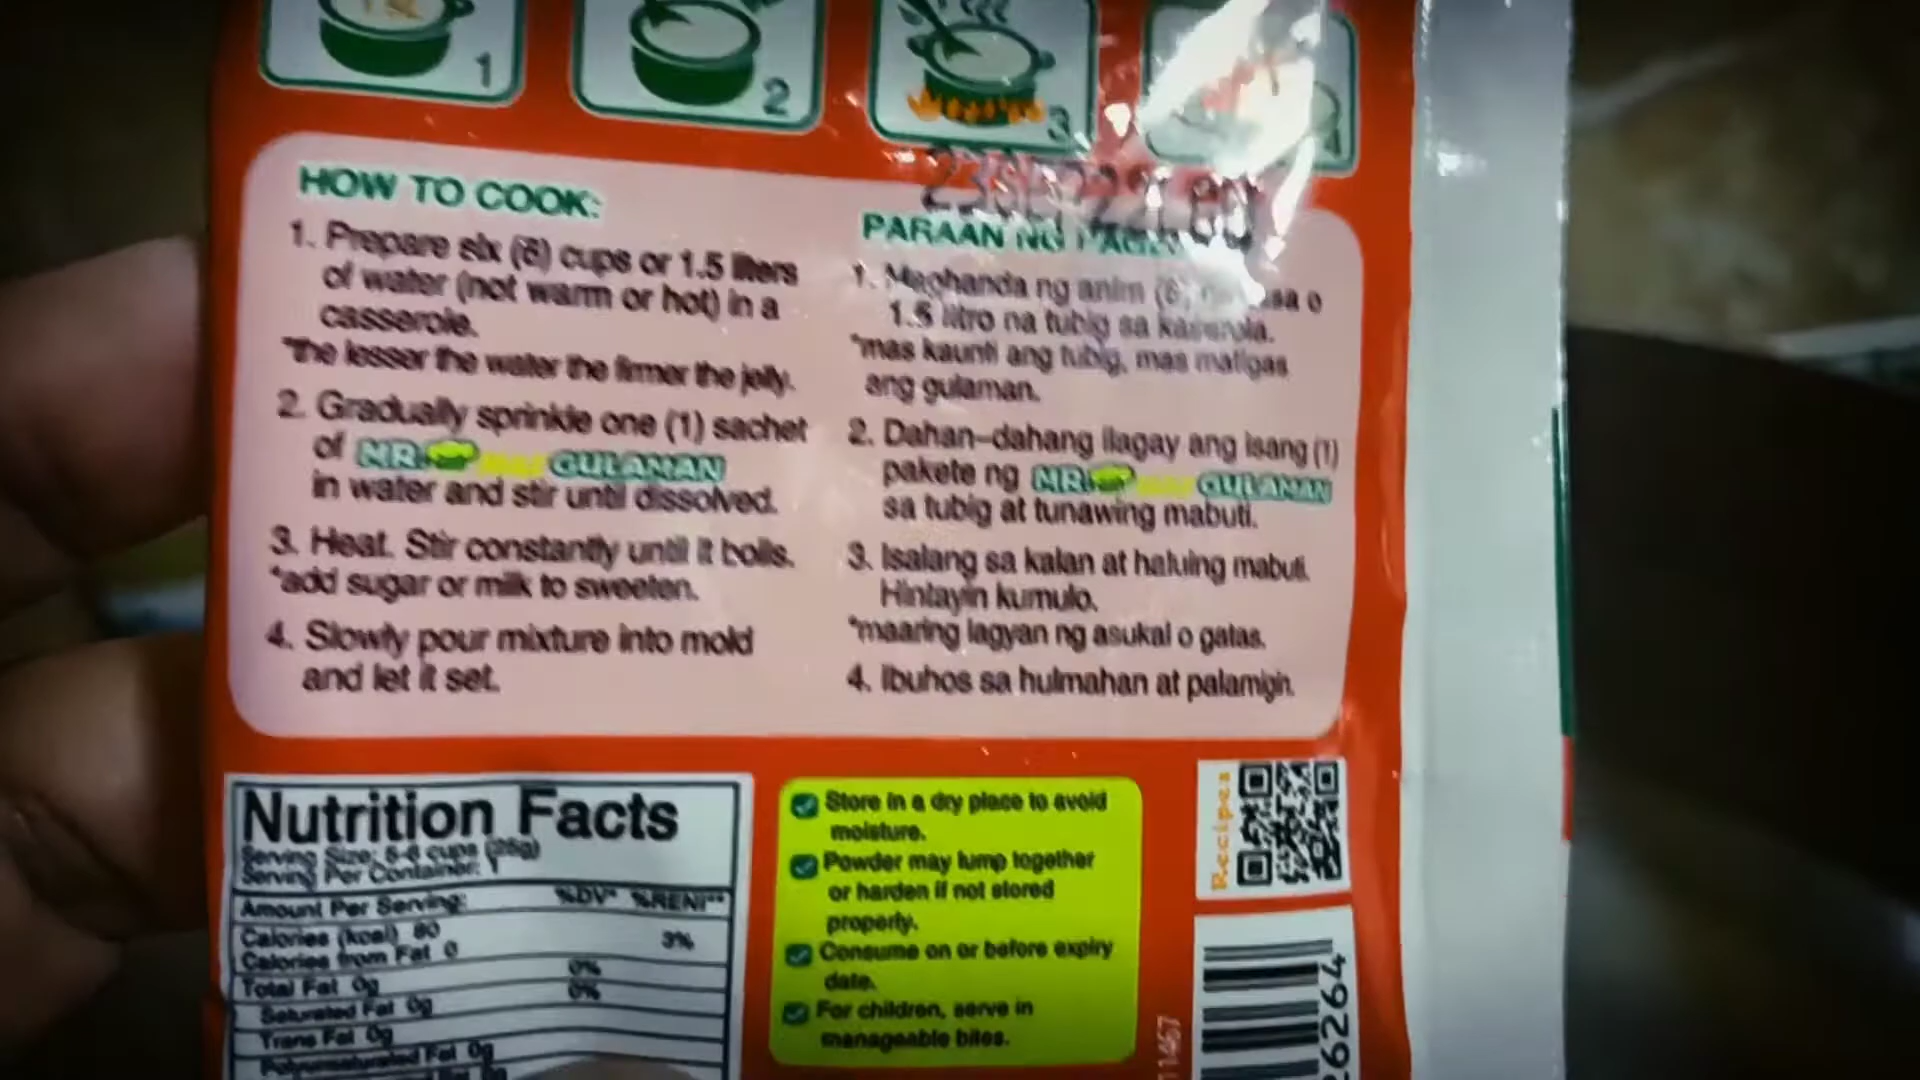 1
2
3
4
HOW TO COOK:
1. Prepare six (6) cups or 1.5 liters
of water (not warm or hot) in a
casserole.
*the lesser the water the firmer the jelly.
2. Gradually sprinkle one (1) sachet
of MR. GULAMAN
in water and stir until dissolved.
3. Heat. Stir constantly until it boils.
*add sugar or milk to sweeten.
4. Slowly pour mixture into mold
and let it set.
PARAAN NG
1. Maghanda ng anim (6) o
1.5 litro na tubig sa kaserola.
*mas kaunti ang tubig, mas matigas
ang gulaman.
2. Dahan-dahang ilagay ang isang (1)
pakete ng MR. GULAMAN
sa tubig at tunawing mabuti.
3. Isalang sa kalan at haluing mabuti.
Hintayin kumulo.
*maaring lagyan ng asukal o gatas.
4. Ibuhos sa hulmahan at palamigin.
Nutrition Facts
Serving Size: cups
Serving Per Container: 1
Amount Per Serving: %DV* %RENI**
Calories (kcal) 80 3%
Calories from Fat 0
Total Fat 0g 0%
Saturated Fat 0g 0%
Trans Fat 0g
Polyunsaturated Fat 0g
Store in a dry place to avoid
moisture.
Powder may lump together
or harden if not stored
properly.
Consume on or before expiry
date.
For children, serve in
manageable bites.
Recipes
11467
26264